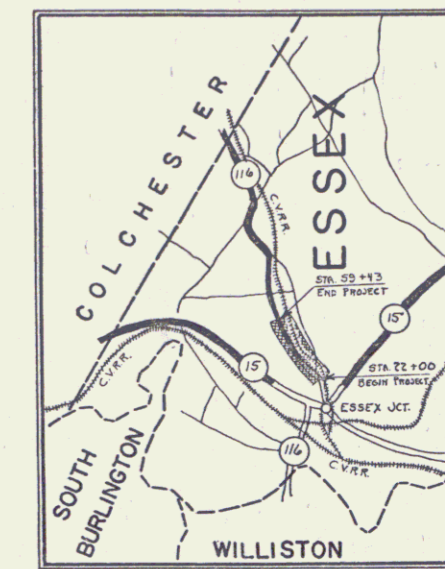 COLCHESTER
ESSEX
116
C.V.R.R.
STA. 59+43
END PROJECT
15
STA. 22+00
BEGIN PROJECT
C.V.R.R.
15
ESSEX JCT.
116
C.V.R.R.
SOUTH
BURLINGTON
WILLISTON